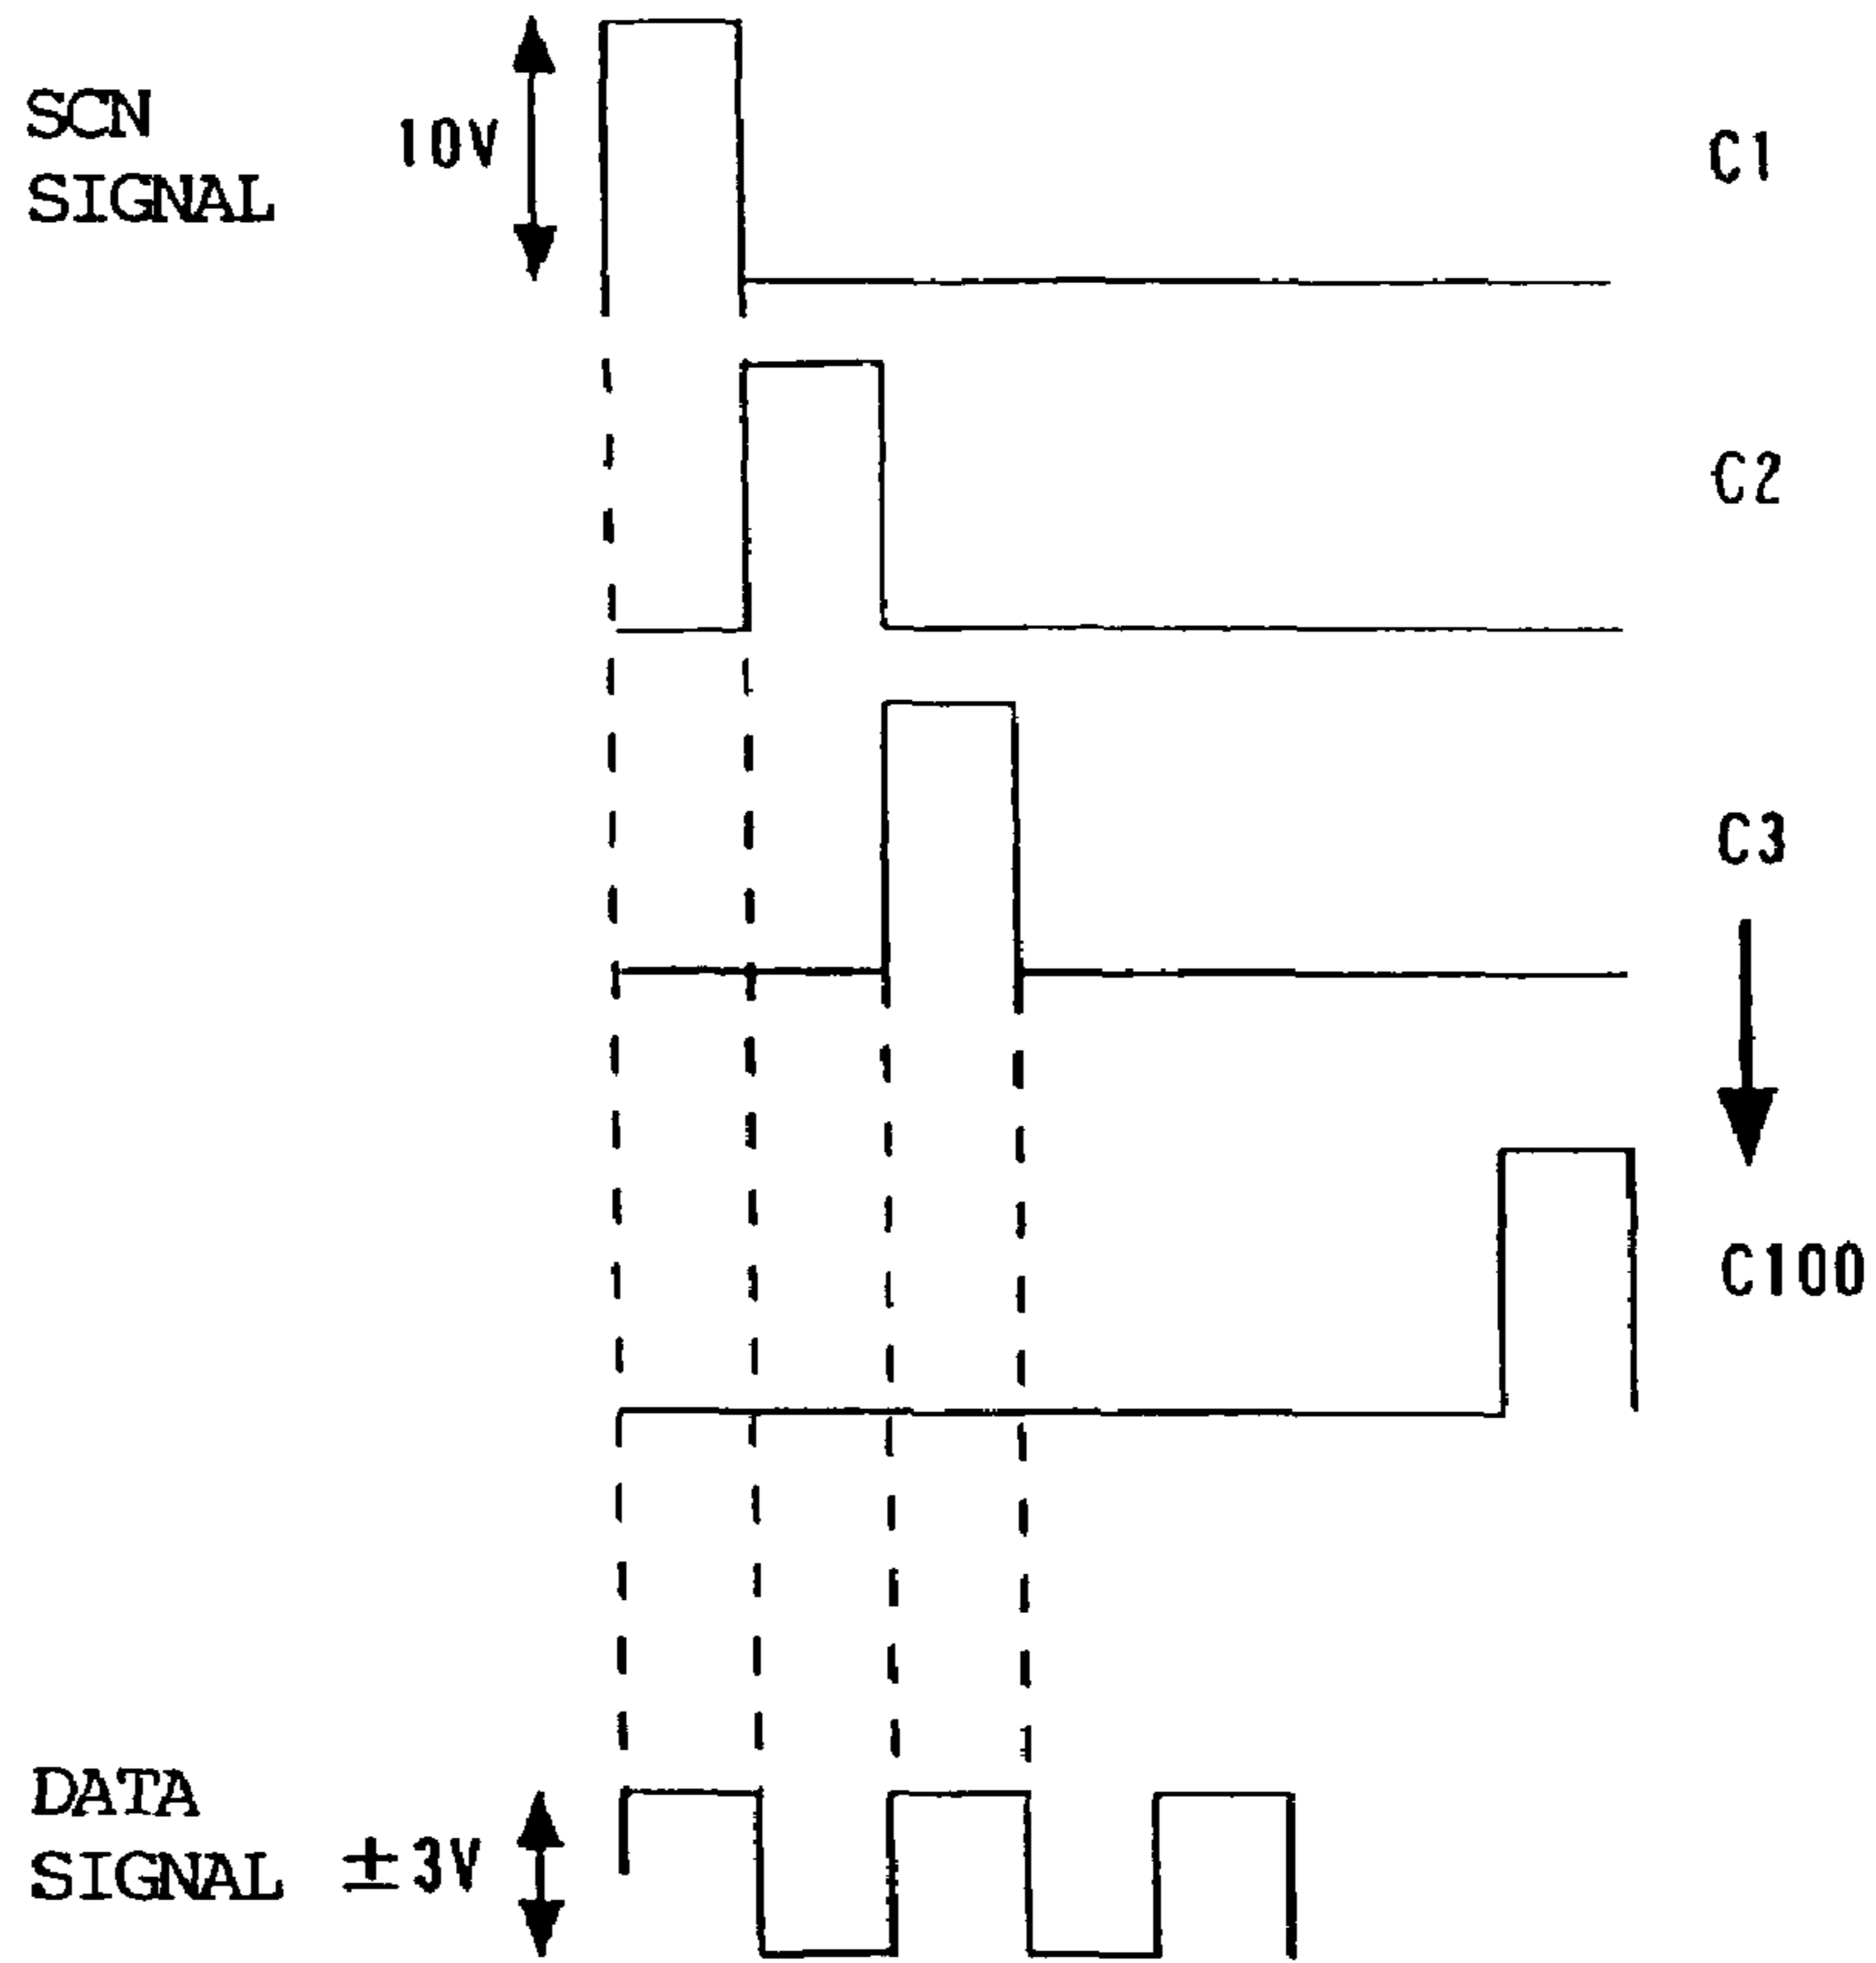 SCN
SIGNAL
10V
C1
C2
C3
C100
DATA
SIGNAL
±3V